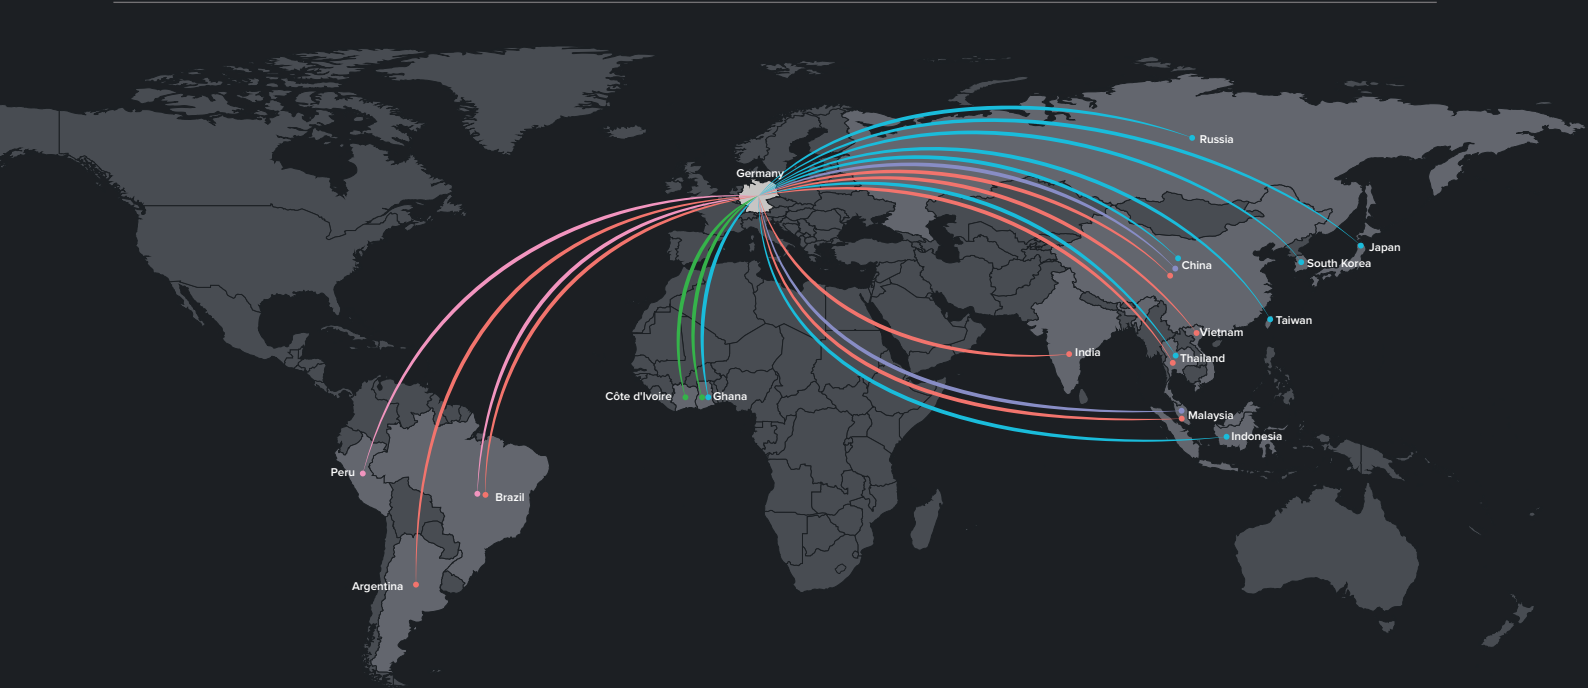 Russia
Germany
Japan
South Korea
China
Taiwan
Vietnam
India
Thailand
Côte d'Ivoire
Ghana
Malaysia
Indonesia
Peru
Brazil
Argentina